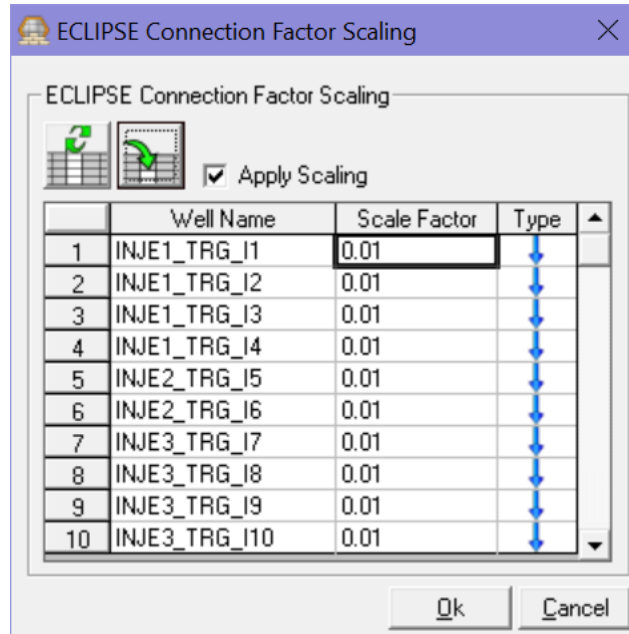 ECLIPSE Connection Factor Scaling
ECLIPSE Connection Factor Scaling
Apply Scaling
Well Name Scale Factor Type
1 INJE1_TRG_I1 0.01
2 INJE1_TRG_I2 0.01
3 INJE1_TRG_I3 0.01
4 INJE1_TRG_I4 0.01
5 INJE2_TRG_I5 0.01
6 INJE2_TRG_I6 0.01
7 INJE3_TRG_I7 0.01
8 INJE3_TRG_I8 0.01
9 INJE3_TRG_I9 0.01
10 INJE3_TRG_I10 0.01
Ok Cancel